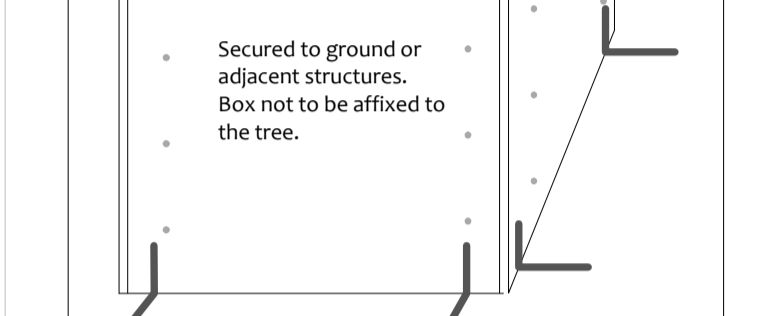 Secured to ground or
adjacent structures.
Box not to be affixed to
the tree.